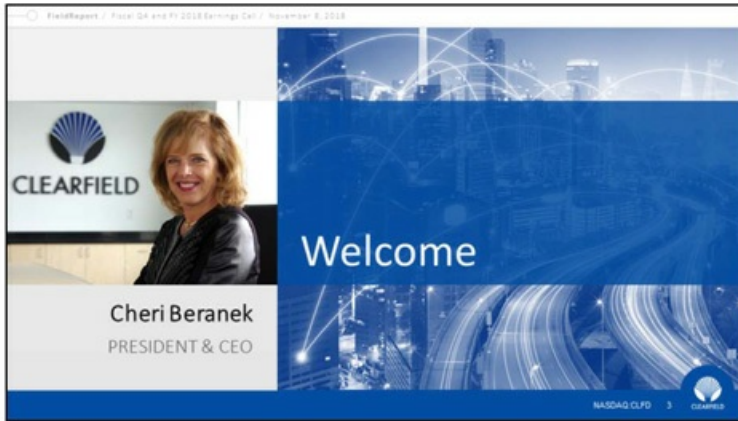 FieldReport / Fiscal Q4 and FY 2018 Earnings Call / November 8, 2018
CLEARFIELD
Welcome
Cheri Beranek
PRESIDENT & CEO
NASDAQ:CLFD 3 CLEARFIELD